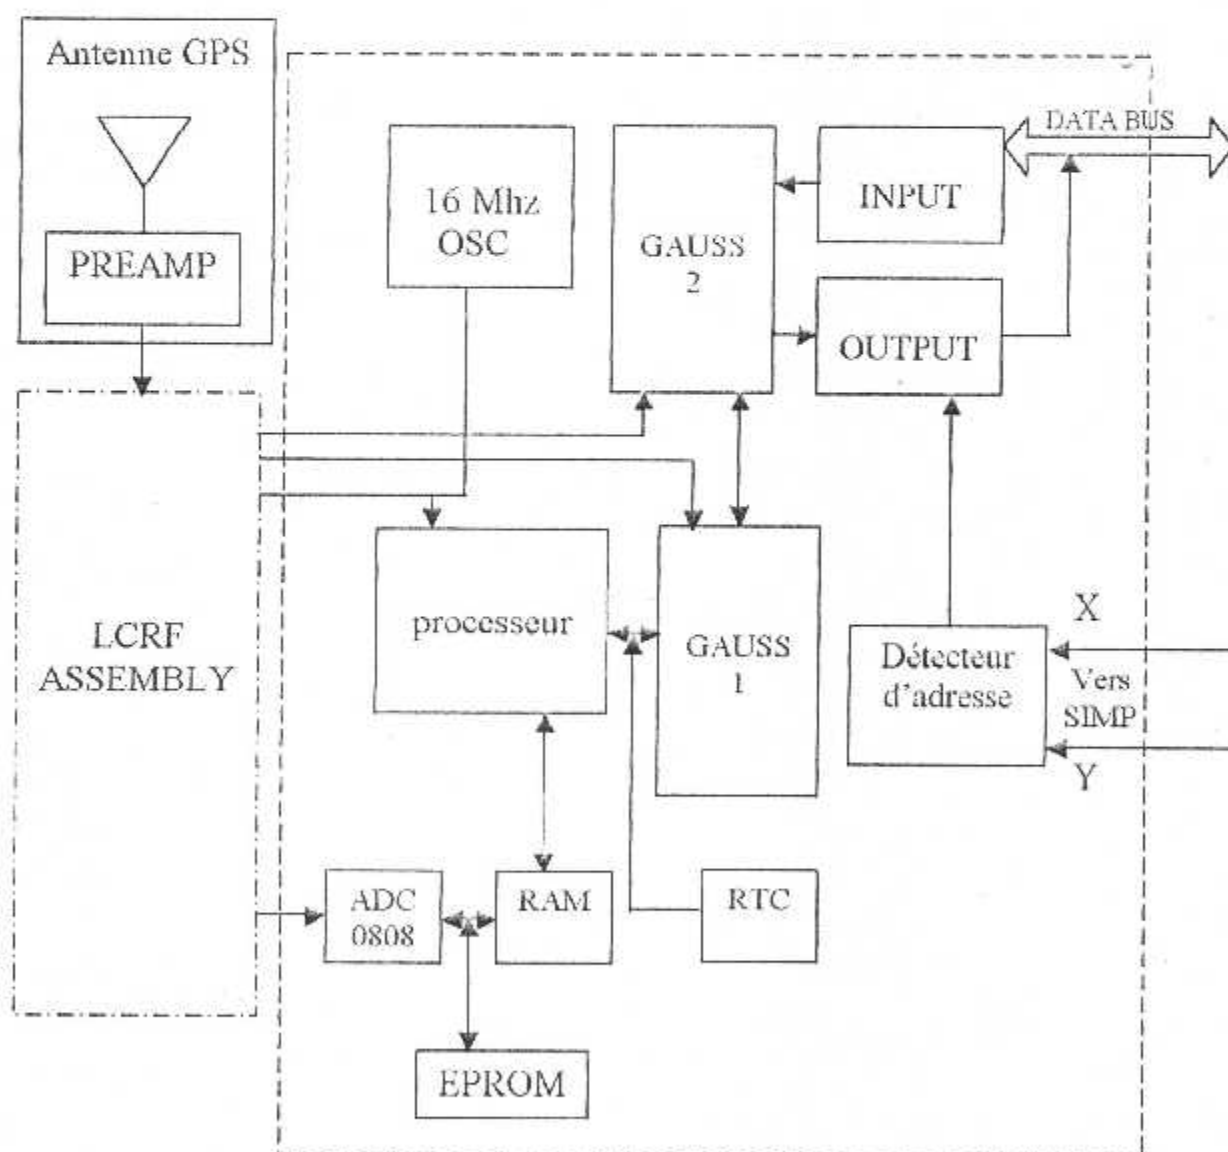 Antenne GPS
PREAMP
16 Mhz
OSC
GAUSS
2
INPUT
DATA BUS
OUTPUT
LCRF
ASSEMBLY
processeur
GAUSS
1
Détecteur
d'adresse
X
Vers
SIMP
Y
ADC
0808
RAM
RTC
EPROM